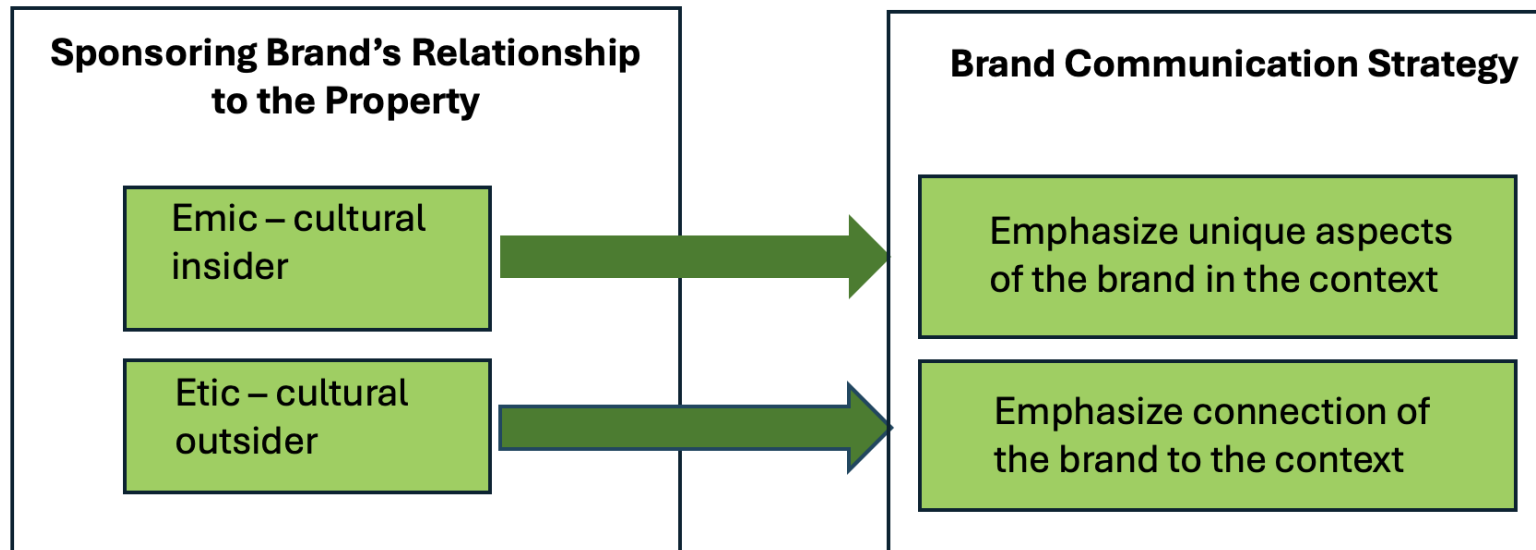 Sponsoring Brand’s Relationship
to the Property
Emic – cultural
insider
Etic – cultural
outsider
Brand Communication Strategy
Emphasize unique aspects
of the brand in the context
Emphasize connection of
the brand to the context